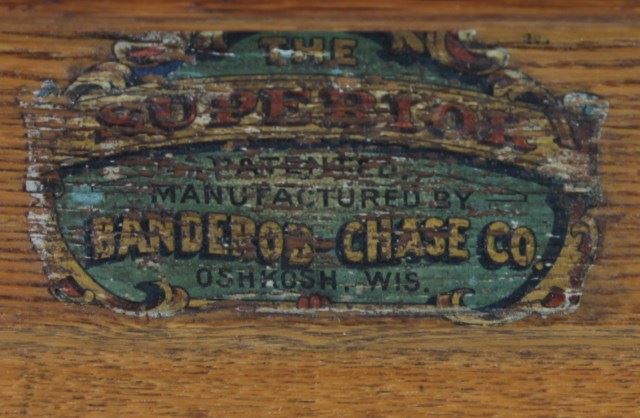 THE
SUPERIOR
PATENTED.
MANUFACTURED BY
BANDEROB-CHASE CO.
OSHKOSH, WIS.